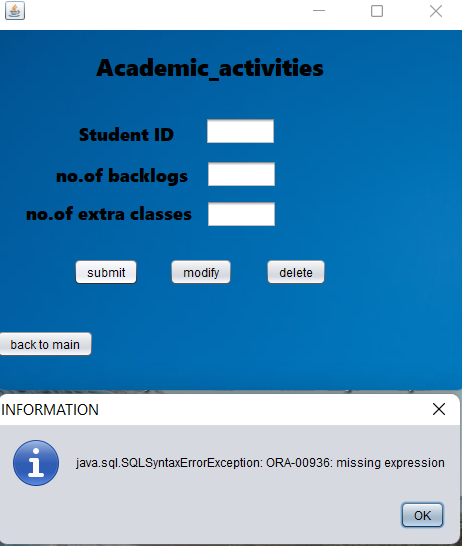 Academic_activities
Student ID
no.of backlogs
no.of extra classes
submit modify delete
back to main
INFORMATION
java.sql.SQLSyntaxErrorException: ORA-00936: missing expression
OK